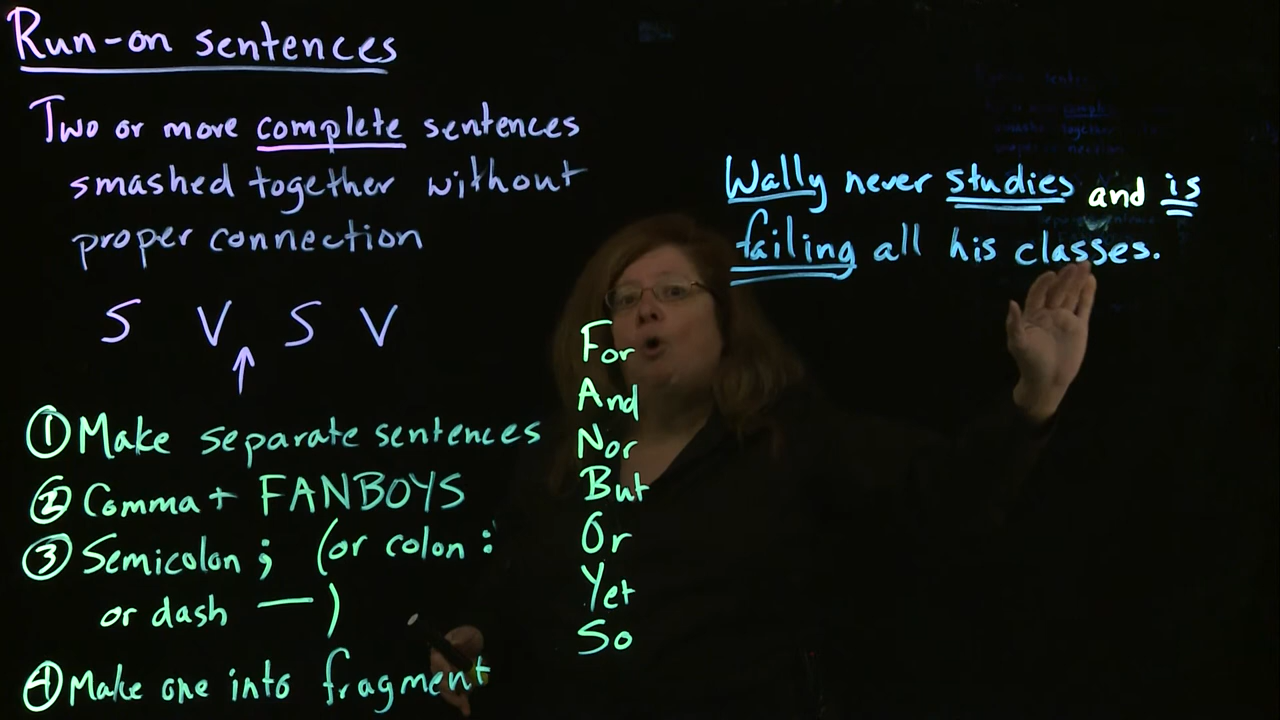 Run-on sentences
Two or more complete sentences
smashed together without
proper connection
S V S V
↑
① Make separate sentences
② Comma + FANBOYS
③ Semicolon ; (or colon :
or dash — )
④ Make one into fragment
For
And
Nor
But
Or
Yet
So
Wally never studies and is
failing all his classes.